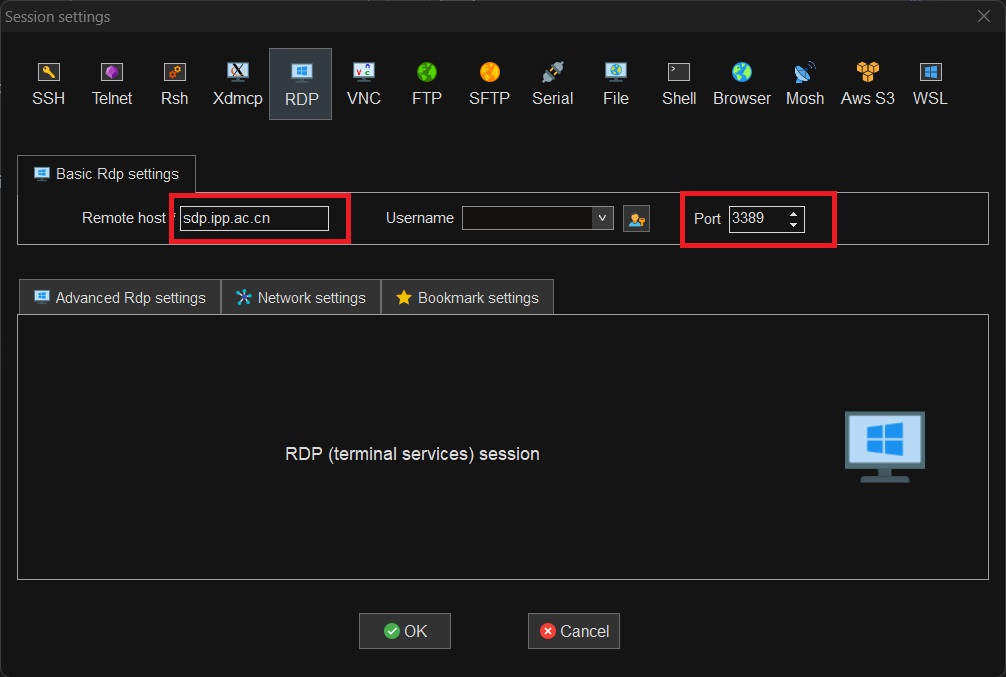 Session settings
SSH Telnet Rsh Xdmcp RDP VNC FTP SFTP Serial File Shell Browser Mosh Aws S3 WSL
Basic Rdp settings
Remote host * sdp.ipp.ac.cn Username Port 3389
Advanced Rdp settings Network settings Bookmark settings
RDP (terminal services) session
OK Cancel